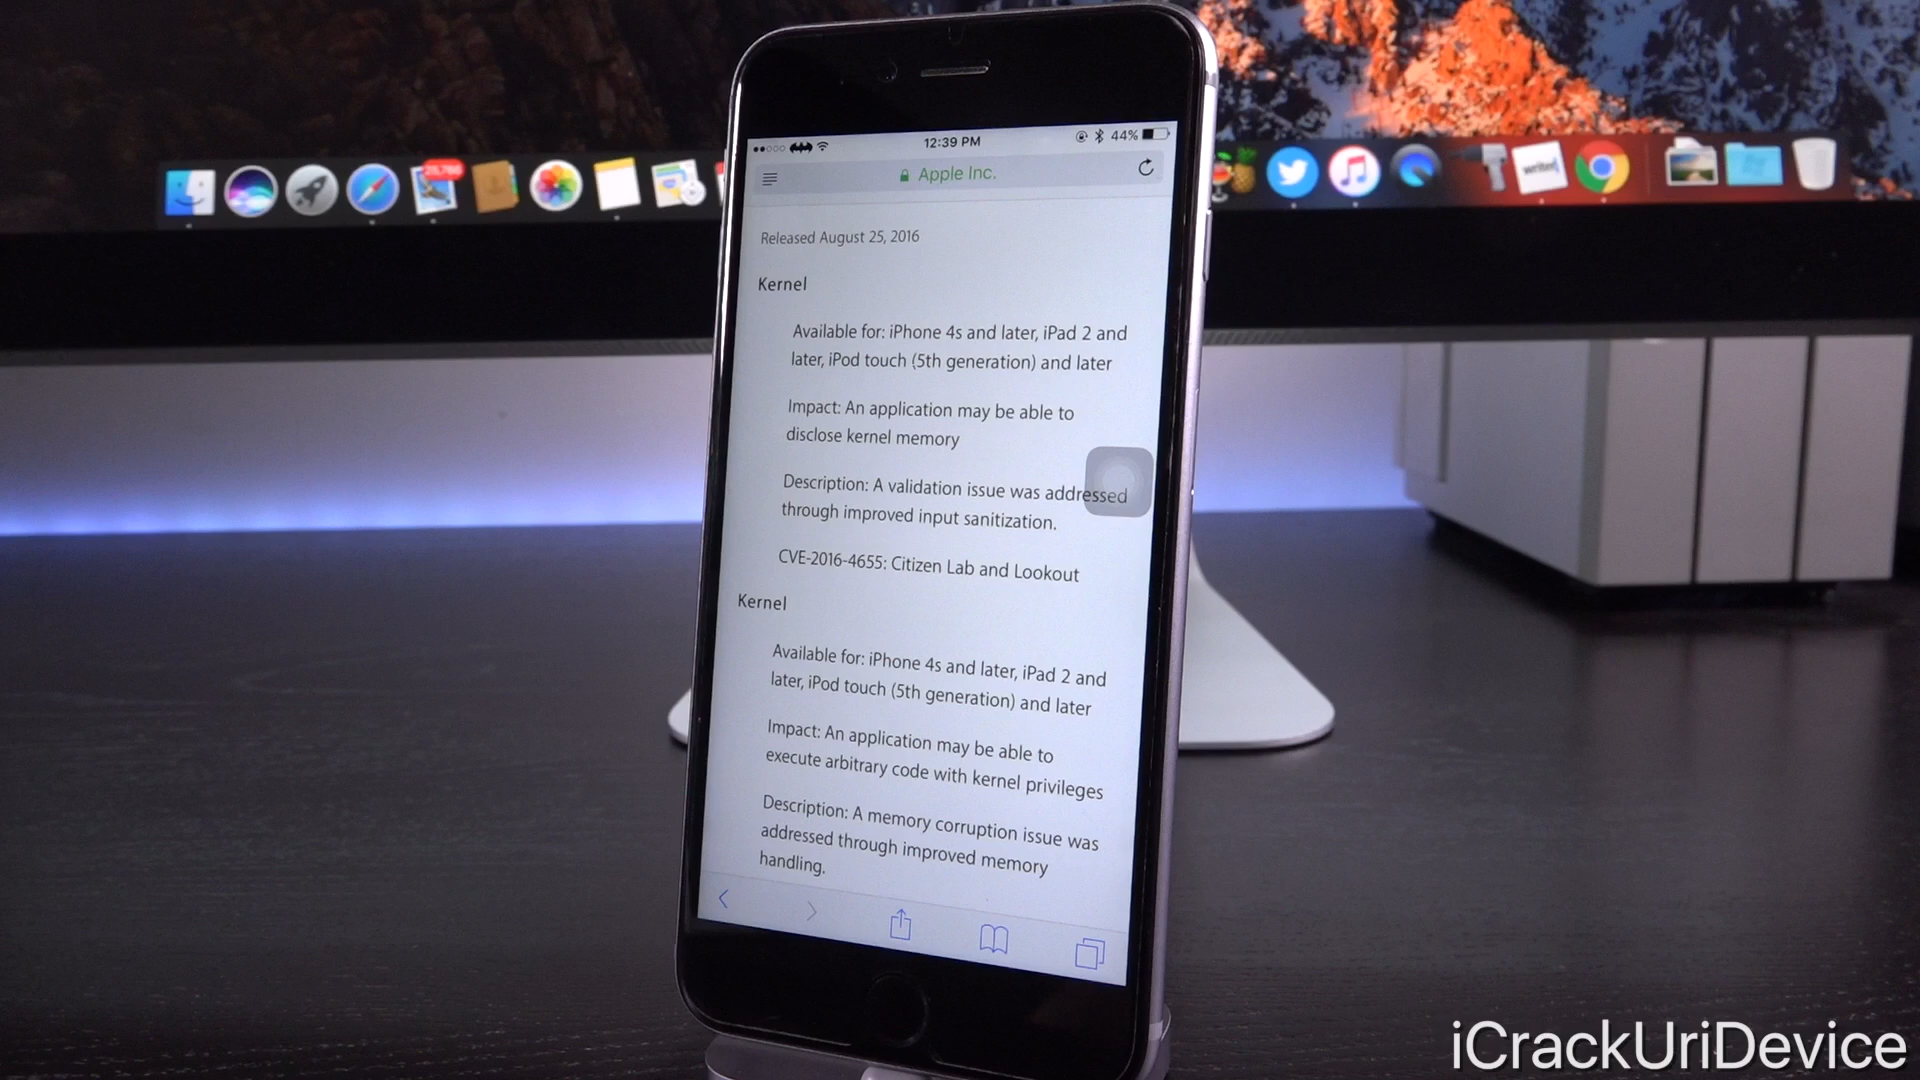 12:39 PM
44%
Apple Inc.
Released August 25, 2016
Kernel
Available for: iPhone 4s and later, iPad 2 and
later, iPod touch (5th generation) and later
Impact: An application may be able to
disclose kernel memory
Description: A validation issue was addressed
through improved input sanitization.
CVE-2016-4655: Citizen Lab and Lookout
Kernel
Available for: iPhone 4s and later, iPad 2 and
later, iPod touch (5th generation) and later
Impact: An application may be able to
execute arbitrary code with kernel privileges
Description: A memory corruption issue was
addressed through improved memory
handling.
writer
iCrackUriDevice